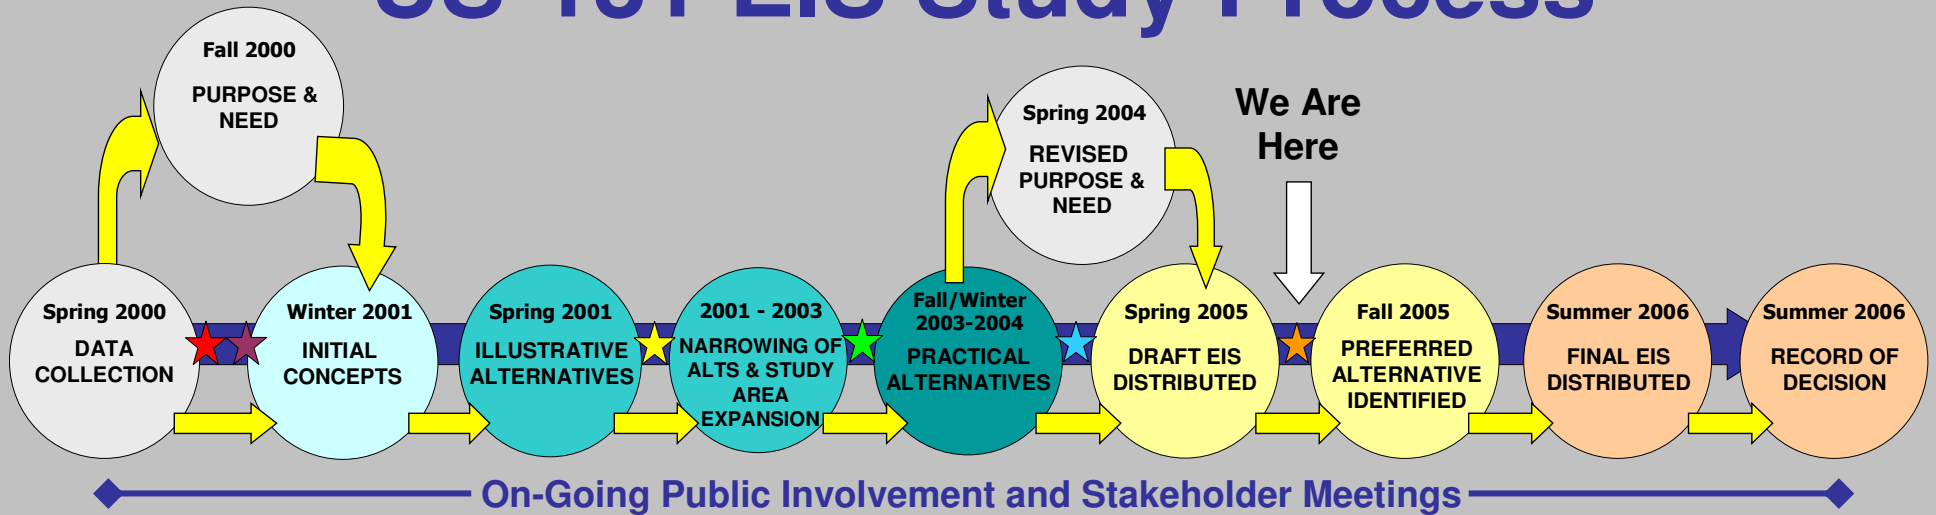 EIS Study Process
Fall 2000
PURPOSE &
NEED
Spring 2004
REVISED
PURPOSE &
NEED
We Are
Here
Spring 2000
DATA
COLLECTION
Winter 2001
INITIAL
CONCEPTS
Spring 2001
ILLUSTRATIVE
ALTERNATIVES
2001 - 2003
NARROWING OF
ALTS & STUDY
AREA
EXPANSION
Fall/Winter
2003-2004
PRACTICAL
ALTERNATIVES
Spring 2005
DRAFT EIS
DISTRIBUTED
Fall 2005
PREFERRED
ALTERNATIVE
IDENTIFIED
Summer 2006
FINAL EIS
DISTRIBUTED
Summer 2006
RECORD OF
DECISION
On-Going Public Involvement and Stakeholder Meetings